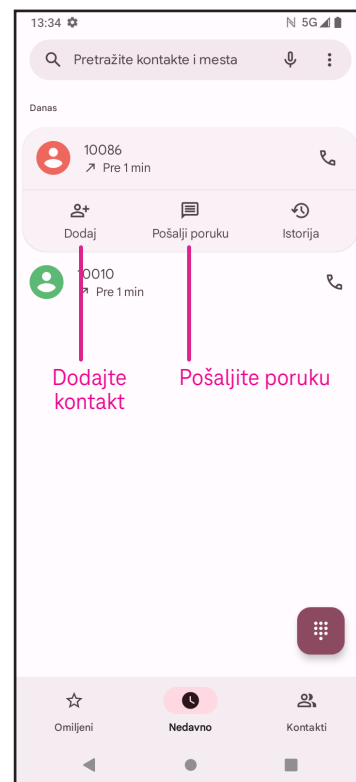 13:34 5G
Pretražite kontakte i mesta
Danas
10086
Pre 1 min
Dodaj Pošalji poruku Istorija
10010
Pre 1 min
Dodajte kontakt Pošaljite poruku
Omiljeni Nedavno Kontakti